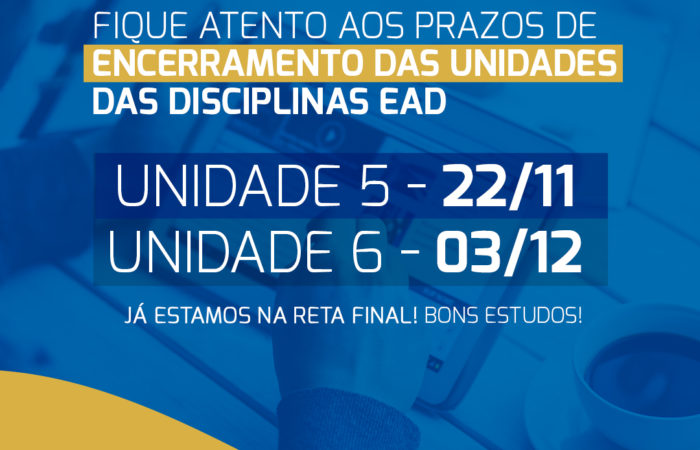 FIQUE ATENTO AOS PRAZOS DE
ENCERRAMENTO DAS UNIDADES
DAS DISCIPLINAS EAD
UNIDADE 5 - 22/11
UNIDADE 6 - 03/12
JÁ ESTAMOS NA RETA FINAL! BONS ESTUDOS!